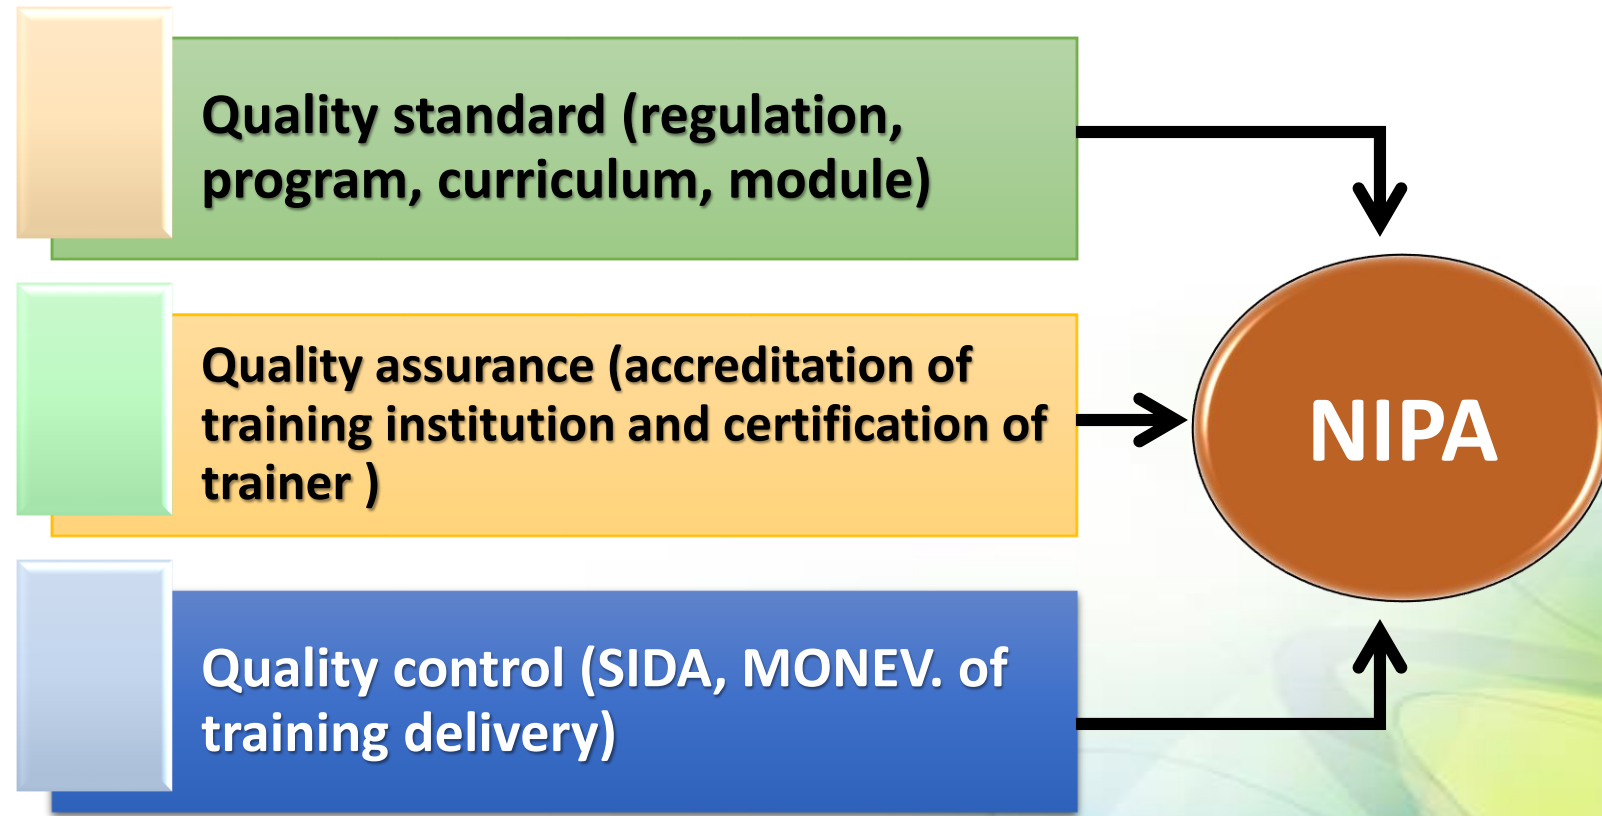 Quality standard (regulation,
program, curriculum, module)
Quality assurance (accreditation of
training institution and certification of
trainer )
Quality control (SIDA, MONEV. of
training delivery)
NIPA